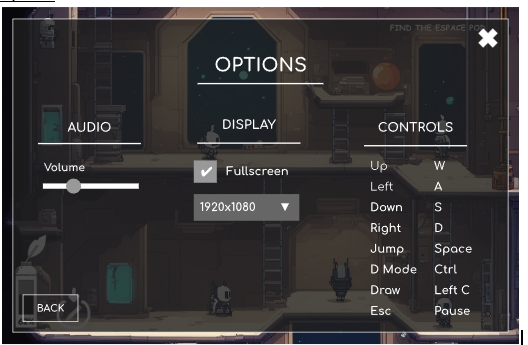 FIND THE ESCAPE POD
OPTIONS
AUDIO
Volume
DISPLAY
✔ Fullscreen
1920x1080 ▼
CONTROLS
Up W
Left A
Down S
Right D
Jump Space
D Mode Ctrl
Draw Left C
Esc Pause
BACK